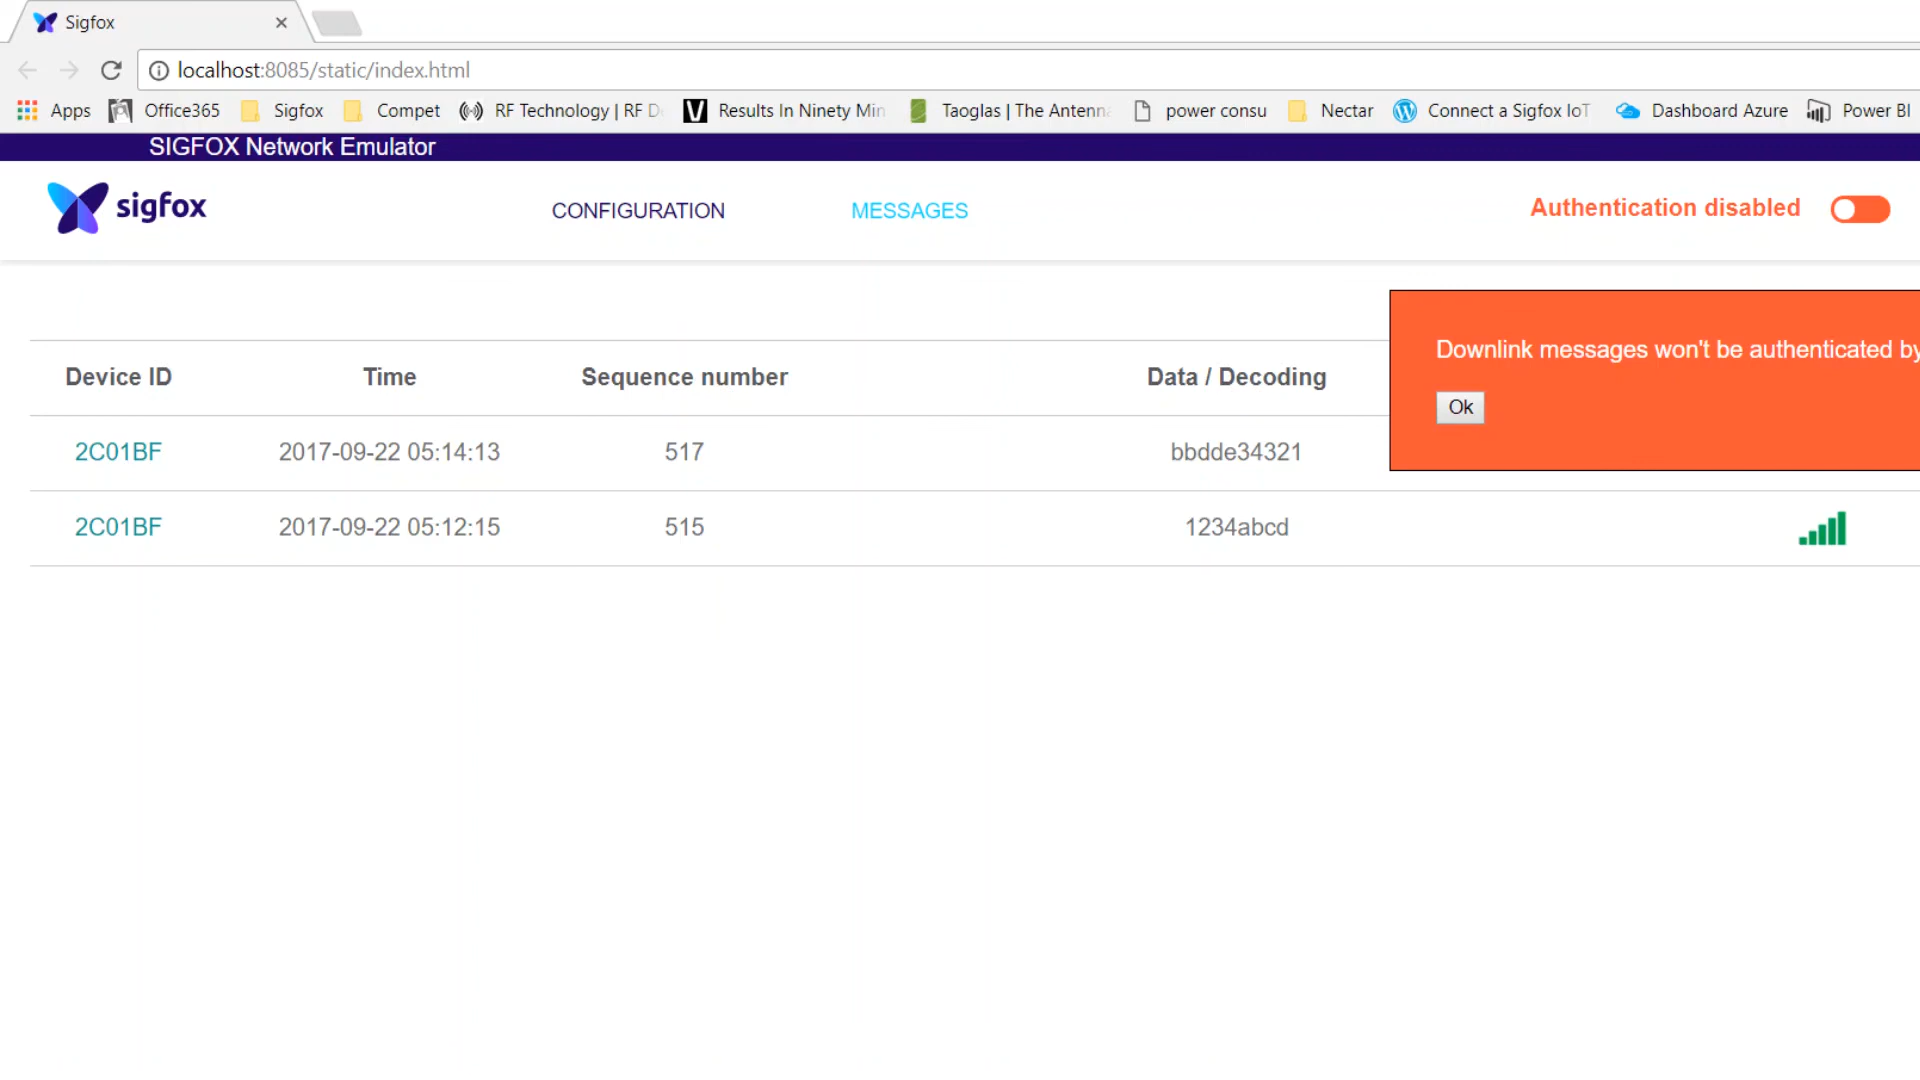 Sigfox
localhost:8085/static/index.html
Apps Office365 Sigfox Compet RF Technology | RF D Results In Ninety Min Taoglas | The Antenna power consu Nectar Connect a Sigfox IoT Dashboard Azure Power BI
SIGFOX Network Emulator
sigfox CONFIGURATION MESSAGES Authentication disabled
Downlink messages won't be authenticated by
Ok
Device ID Time Sequence number Data / Decoding
2C01BF 2017-09-22 05:14:13 517 bbdde34321
2C01BF 2017-09-22 05:12:15 515 1234abcd